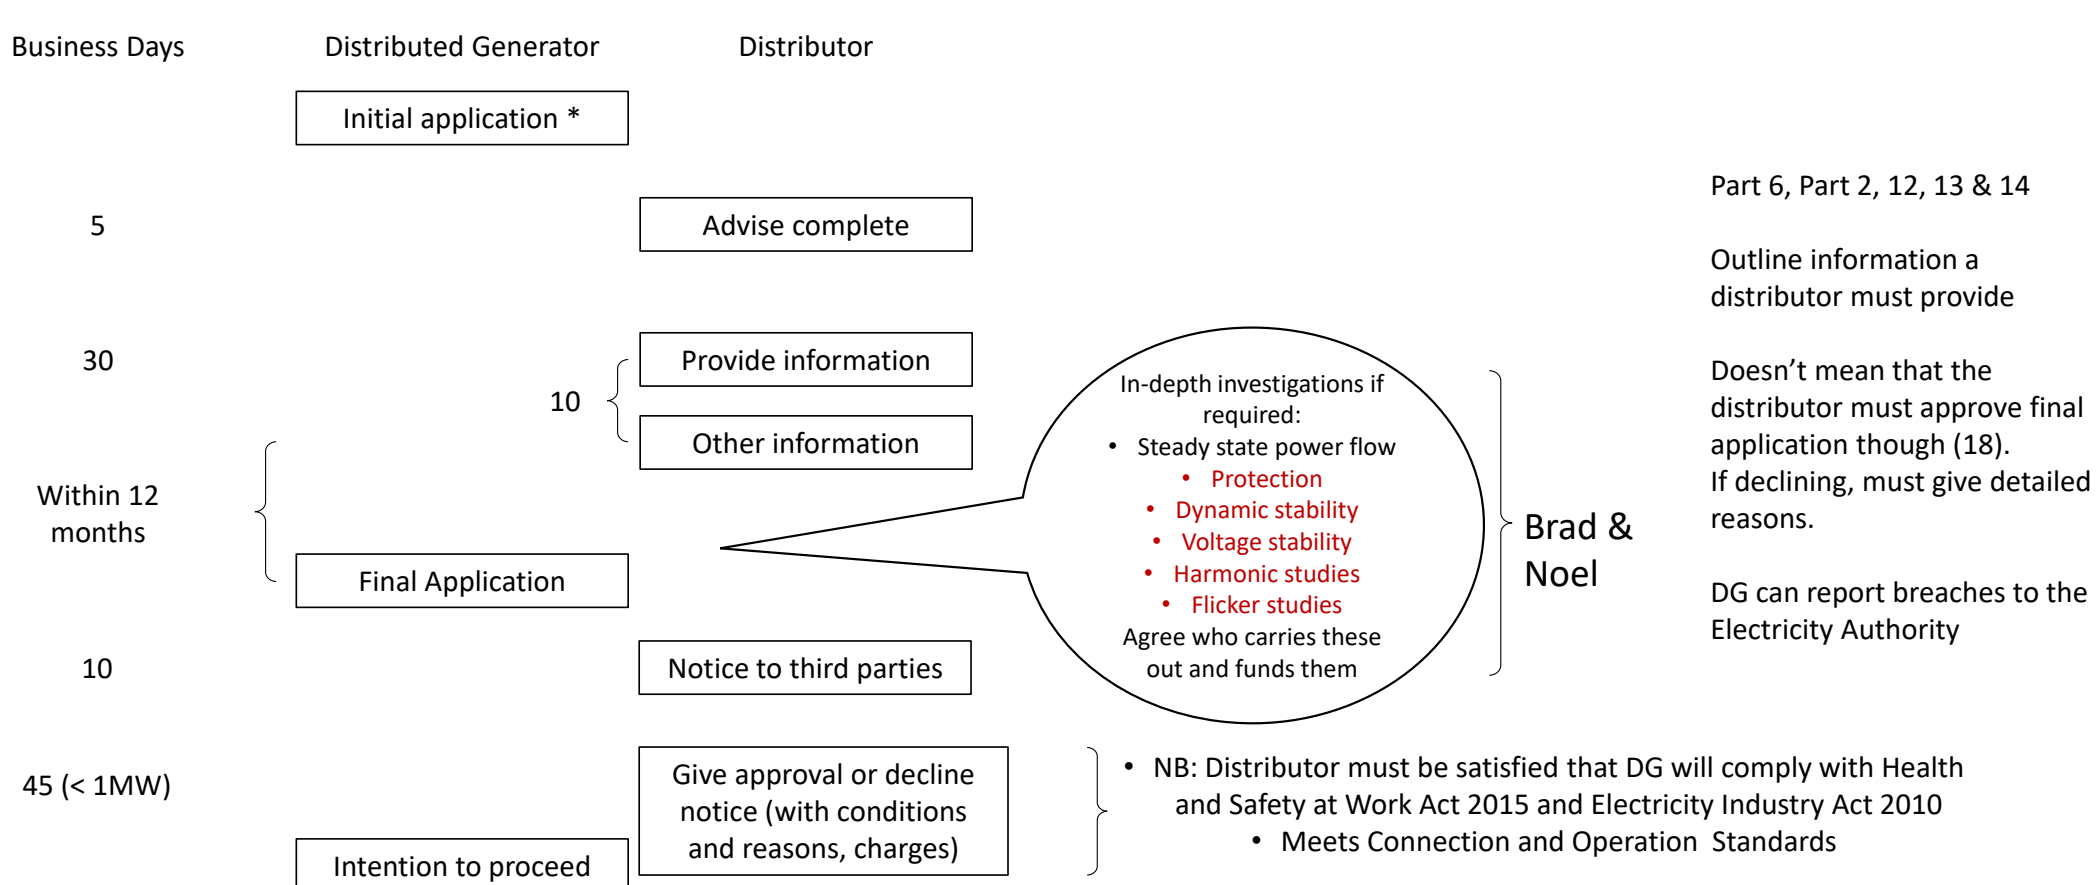 Business Days
Distributed Generator
Distributor
Initial application *
5
Advise complete
30
Provide information
10
Other information
Within 12
months
Final Application
10
Notice to third parties
45 (< 1MW)
Give approval or decline
notice (with conditions
and reasons, charges)
Intention to proceed
In-depth investigations if
required:
• Steady state power flow
• Protection
• Dynamic stability
• Voltage stability
• Harmonic studies
• Flicker studies
Agree who carries these
out and funds them
Brad &
Noel
• NB: Distributor must be satisfied that DG will comply with Health
and Safety at Work Act 2015 and Electricity Industry Act 2010
• Meets Connection and Operation Standards
Part 6, Part 2, 12, 13 & 14
Outline information a
distributor must provide
Doesn't mean that the
distributor must approve final
application though (18).
If declining, must give detailed
reasons.
DG can report breaches to the
Electricity Authority